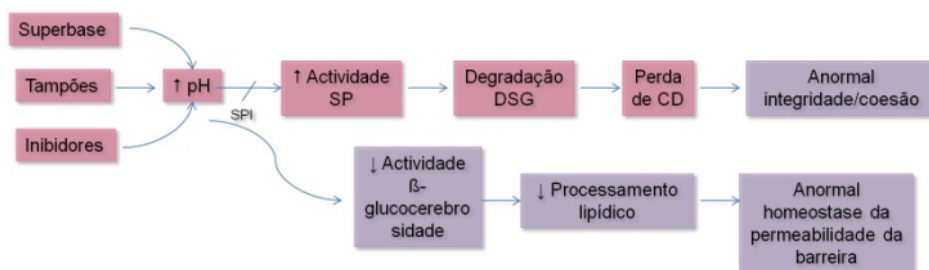 Superbase
Tampões
Inibidores
↑ pH
SPI
↑ Actividade
SP
Degradação
DSG
Perda
de CD
Anormal
integridade/coesão
↓ Actividade
ß-
glucocerebro
sidade
↓ Processamento
lipídico
Anormal
homeostase da
permeabilidade da
barreira